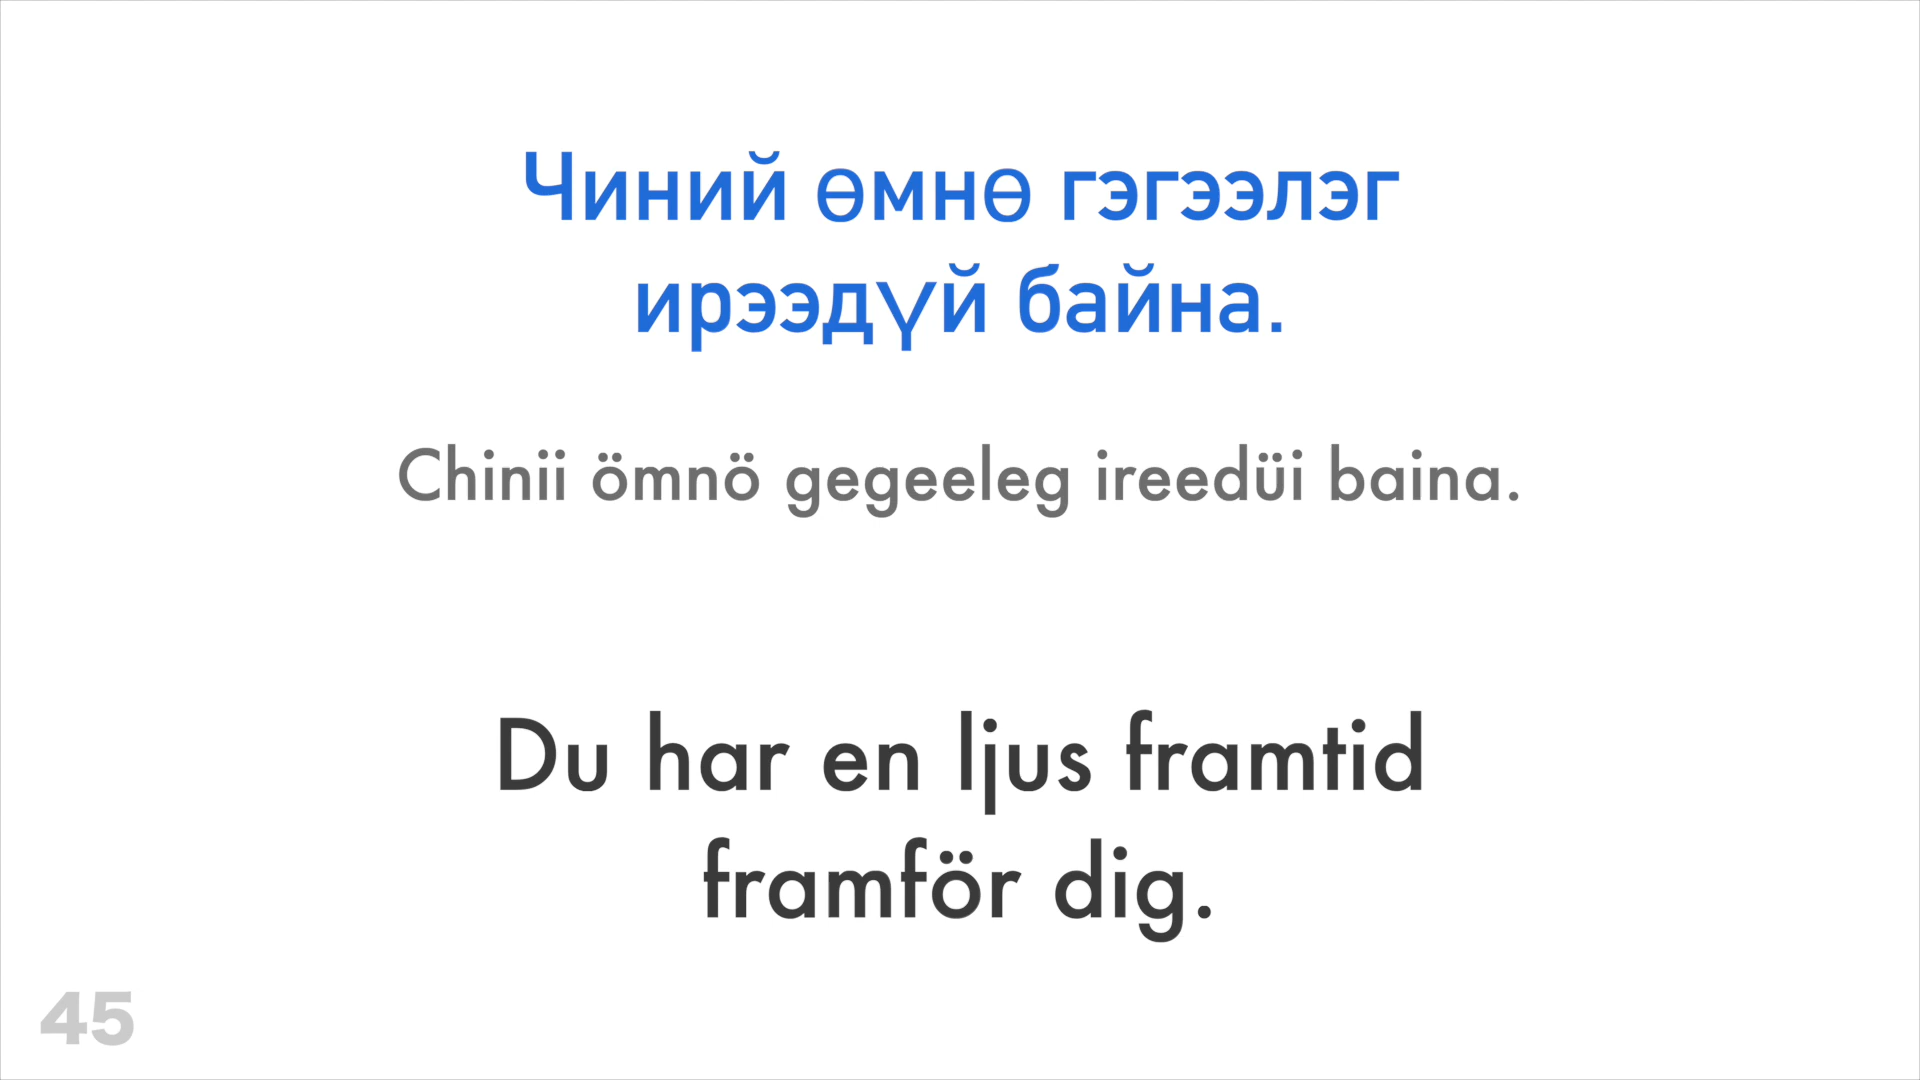 Чиний өмнө гэгээлэг
ирээдүй байна.
Chinii ömnö gegeeleg ireedüi baina.
Du har en ljus framtid
framför dig.
45